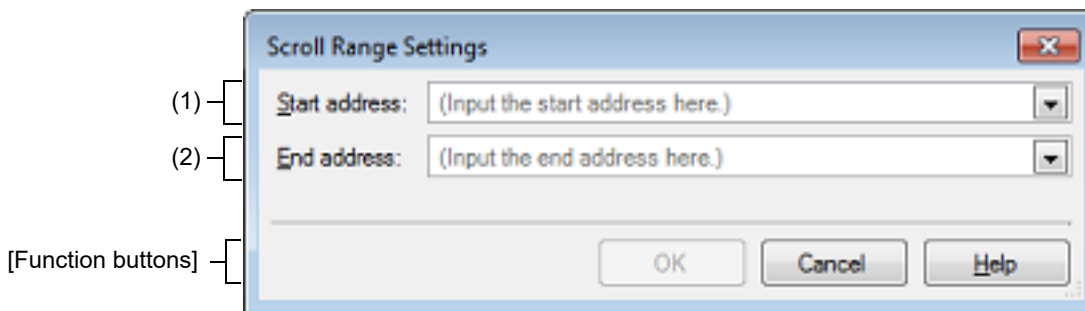 Scroll Range Settings
(1) Start address: (Input the start address here.)
(2) End address: (Input the end address here.)
[Function buttons] OK Cancel Help